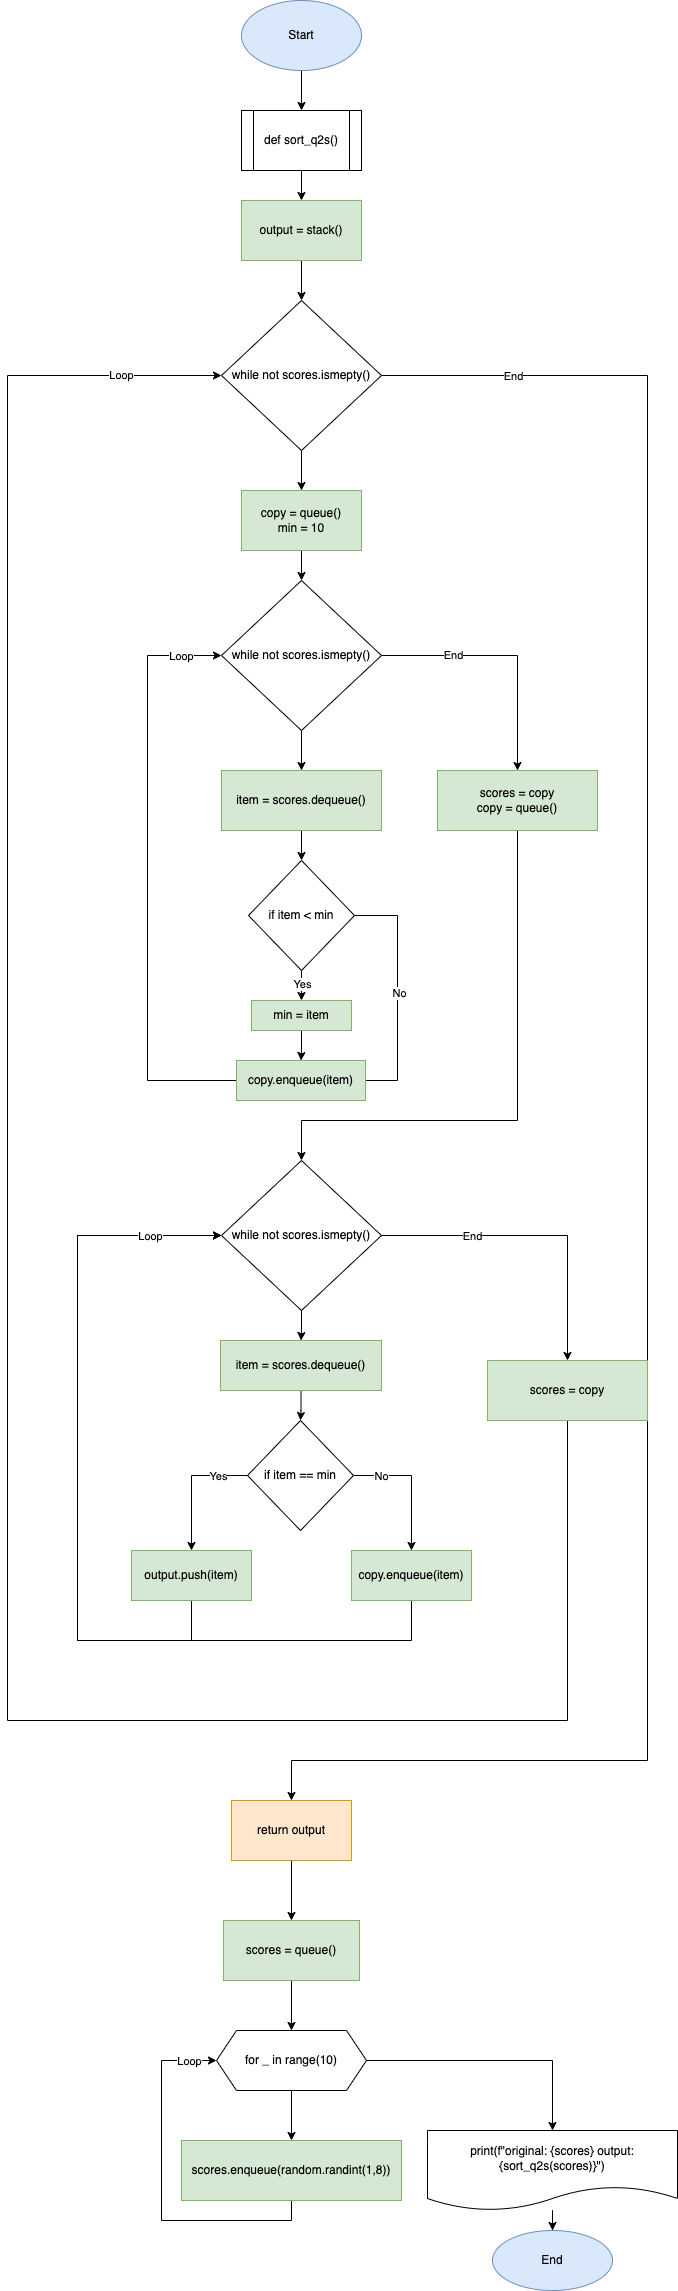 Start
def sort_q2s()
output = stack()
Loop
while not scores.ismepty()
End
copy = queue()
min = 10
Loop
while not scores.ismepty()
End
item = scores.dequeue()
scores = copy
copy = queue()
if item < min
Yes
No
min = item
copy.enqueue(item)
Loop
while not scores.ismepty()
End
item = scores.dequeue()
scores = copy
Yes
if item == min
No
output.push(item)
copy.enqueue(item)
return output
scores = queue()
Loop
for _ in range(10)
scores.enqueue(random.randint(1,8))
print(f"original: {scores} output:
{sort_q2s(scores)}")
End